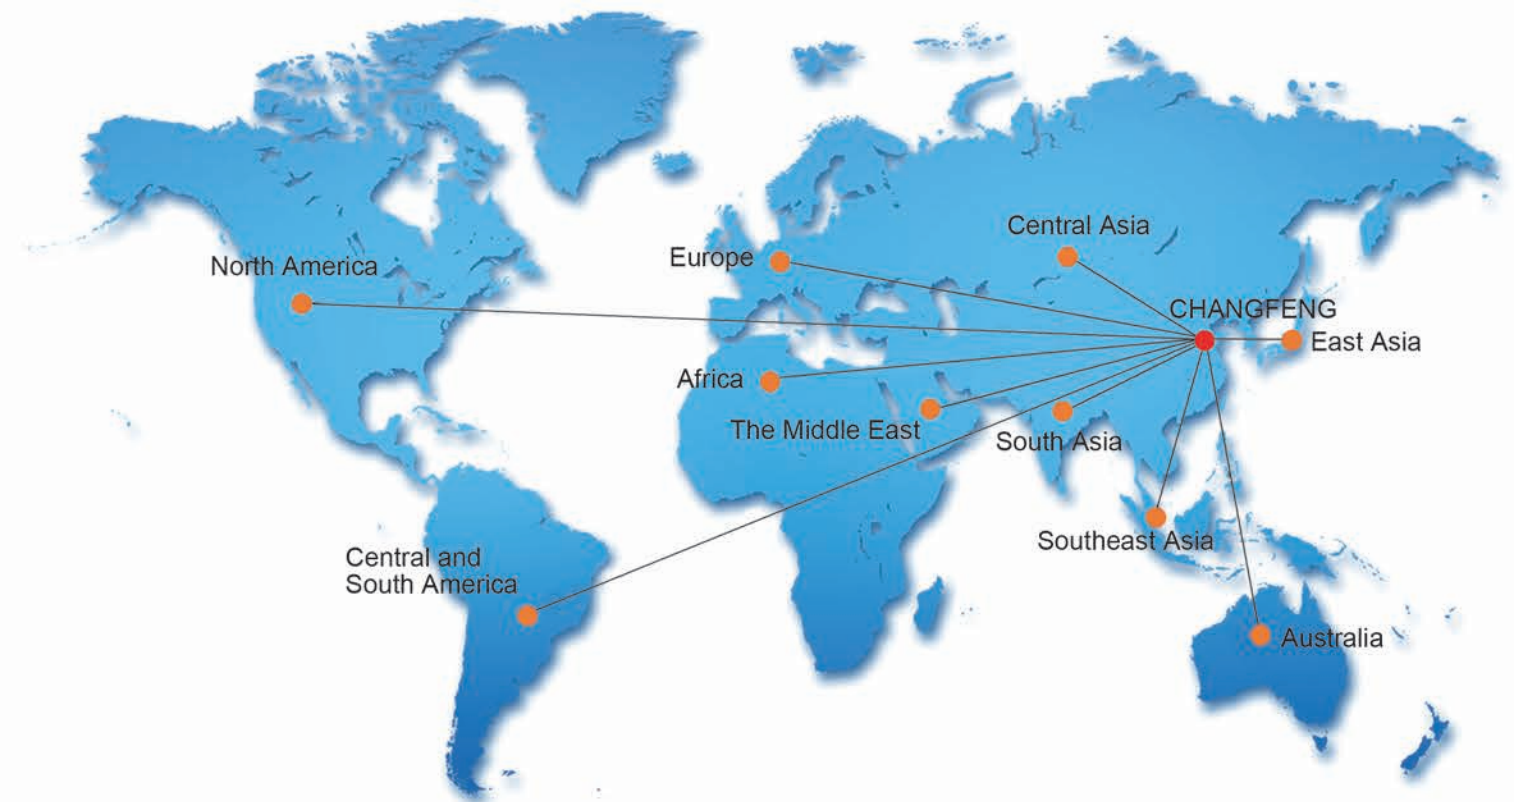 Central Asia
Europe
North America
CHANGFENG
East Asia
Africa
The Middle East
South Asia
Southeast Asia
Central and
South America
Australia